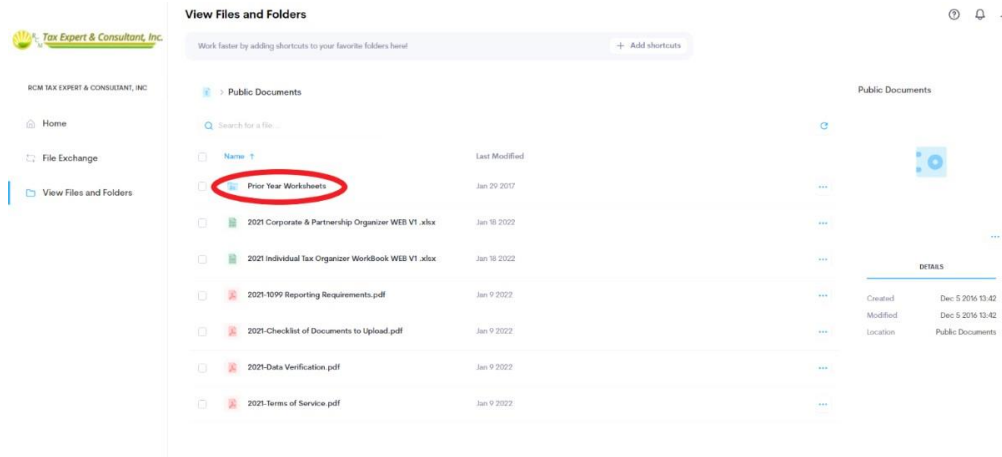 View Files and Folders
Tax Expert & Consultant, Inc.
Work faster by adding shortcuts to your favorite folders here!
+ Add shortcuts
RCM TAX EXPERT & CONSULTANT, INC
Home
File Exchange
View Files and Folders
> Public Documents
Search for a file...
Name ↑ Last Modified
Prior Year Worksheets Jan 29 2017
2021 Corporate & Partnership Organizer WEB V1 .xlsx Jan 18 2022
2021 Individual Tax Organizer WorkBook WEB V1 .xlsx Jan 18 2022
2021-1099 Reporting Requirements.pdf Jan 9 2022
2021-Checklist of Documents to Upload.pdf Jan 9 2022
2021-Data Verification.pdf Jan 9 2022
2021-Terms of Service.pdf Jan 9 2022
Public Documents
DETAILS
Created Dec 5 2016 13:42
Modified Dec 5 2016 13:42
Location Public Documents